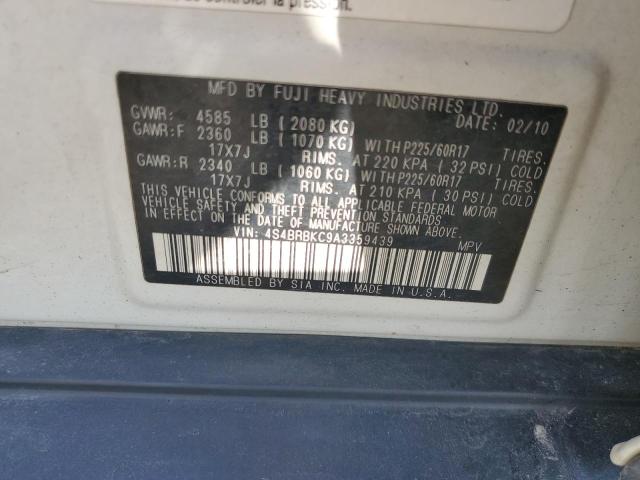 de contrôler la pression.
MFD BY FUJI HEAVY INDUSTRIES LTD.
GVWR: 4585 LB ( 2080 KG) DATE: 02/10
GAWR:F 2360 LB ( 1070 KG) WITH P225/60R17 TIRES.
17X7J RIMS. AT 220 KPA ( 32 PSI) COLD
GAWR:R 2340 LB ( 1060 KG) WITH P225/60R17 TIRES.
17X7J RIMS. AT 210 KPA ( 30 PSI) COLD
THIS VEHICLE CONFORMS TO ALL APPLICABLE FEDERAL MOTOR
VEHICLE SAFETY AND THEFT PREVENTION STANDARDS
IN EFFECT ON THE DATE OF MANUFACTURE SHOWN ABOVE.
VIN: 4S4BRBKC9A3359439 MPV
ASSEMBLED BY SIA INC. MADE IN U.S.A.